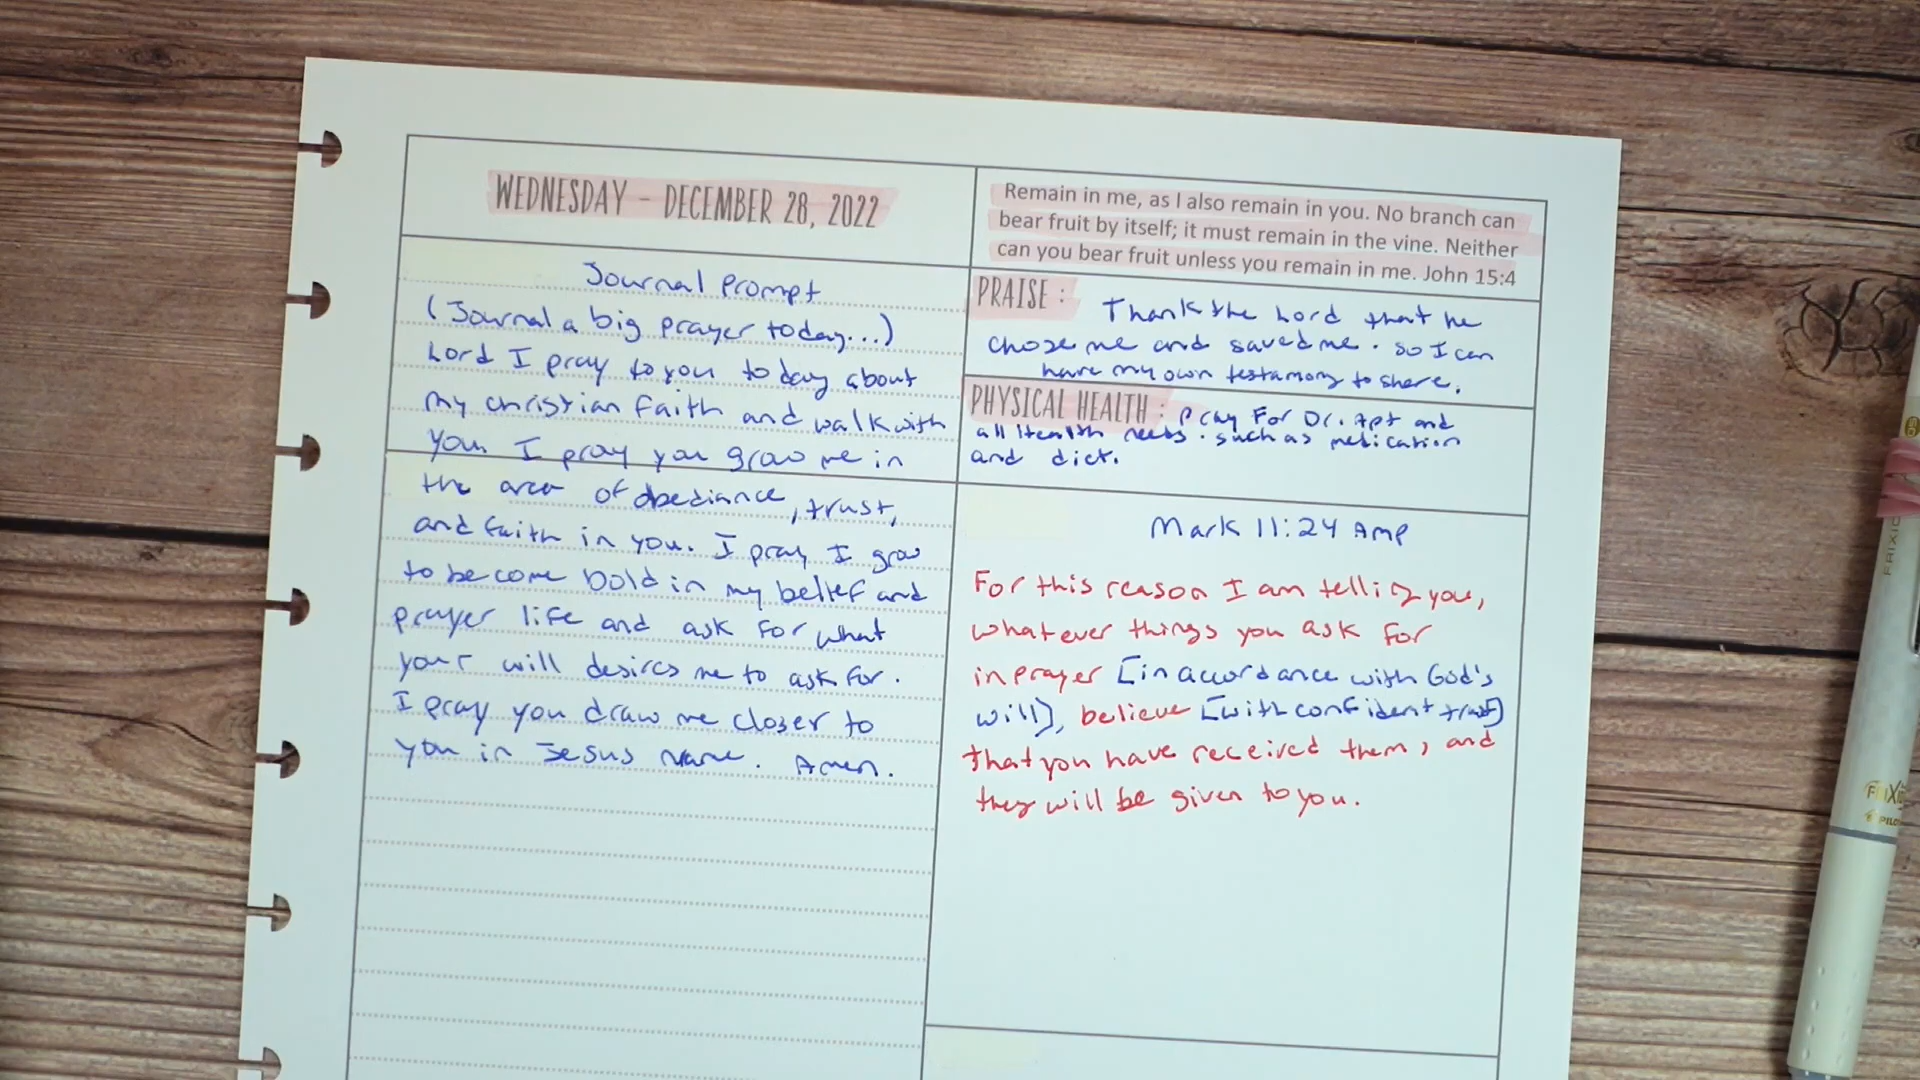 WEDNESDAY - DECEMBER 28, 2022
Journal Prompt
(Journal a big prayer today...)
Lord I pray to you today about
my christian faith and walk with
you. I pray you grow me in
the area of obediance, trust,
and faith in you. I pray I grow
to become bold in my belief and
prayer life and ask for what
your will desires me to ask for.
I pray you draw me closer to
you in Jesus name. Amen.
Remain in me, as I also remain in you. No branch can
bear fruit by itself; it must remain in the vine. Neither
can you bear fruit unless you remain in me. John 15:4
PRAISE : Thank the Lord that he
chose me and saved me. so I can
have my own testamony to share.
PHYSICAL HEALTH : Pray For Dr. Apt and
all Health needs. such as medication
and diet.
Mark 11:24 Amp
For this reason I am telling you,
whatever things you ask for
in prayer [in accordance with God's
will], believe [with confident trust]
that you have received them, and
they will be given to you.
FRIXION
PILOT